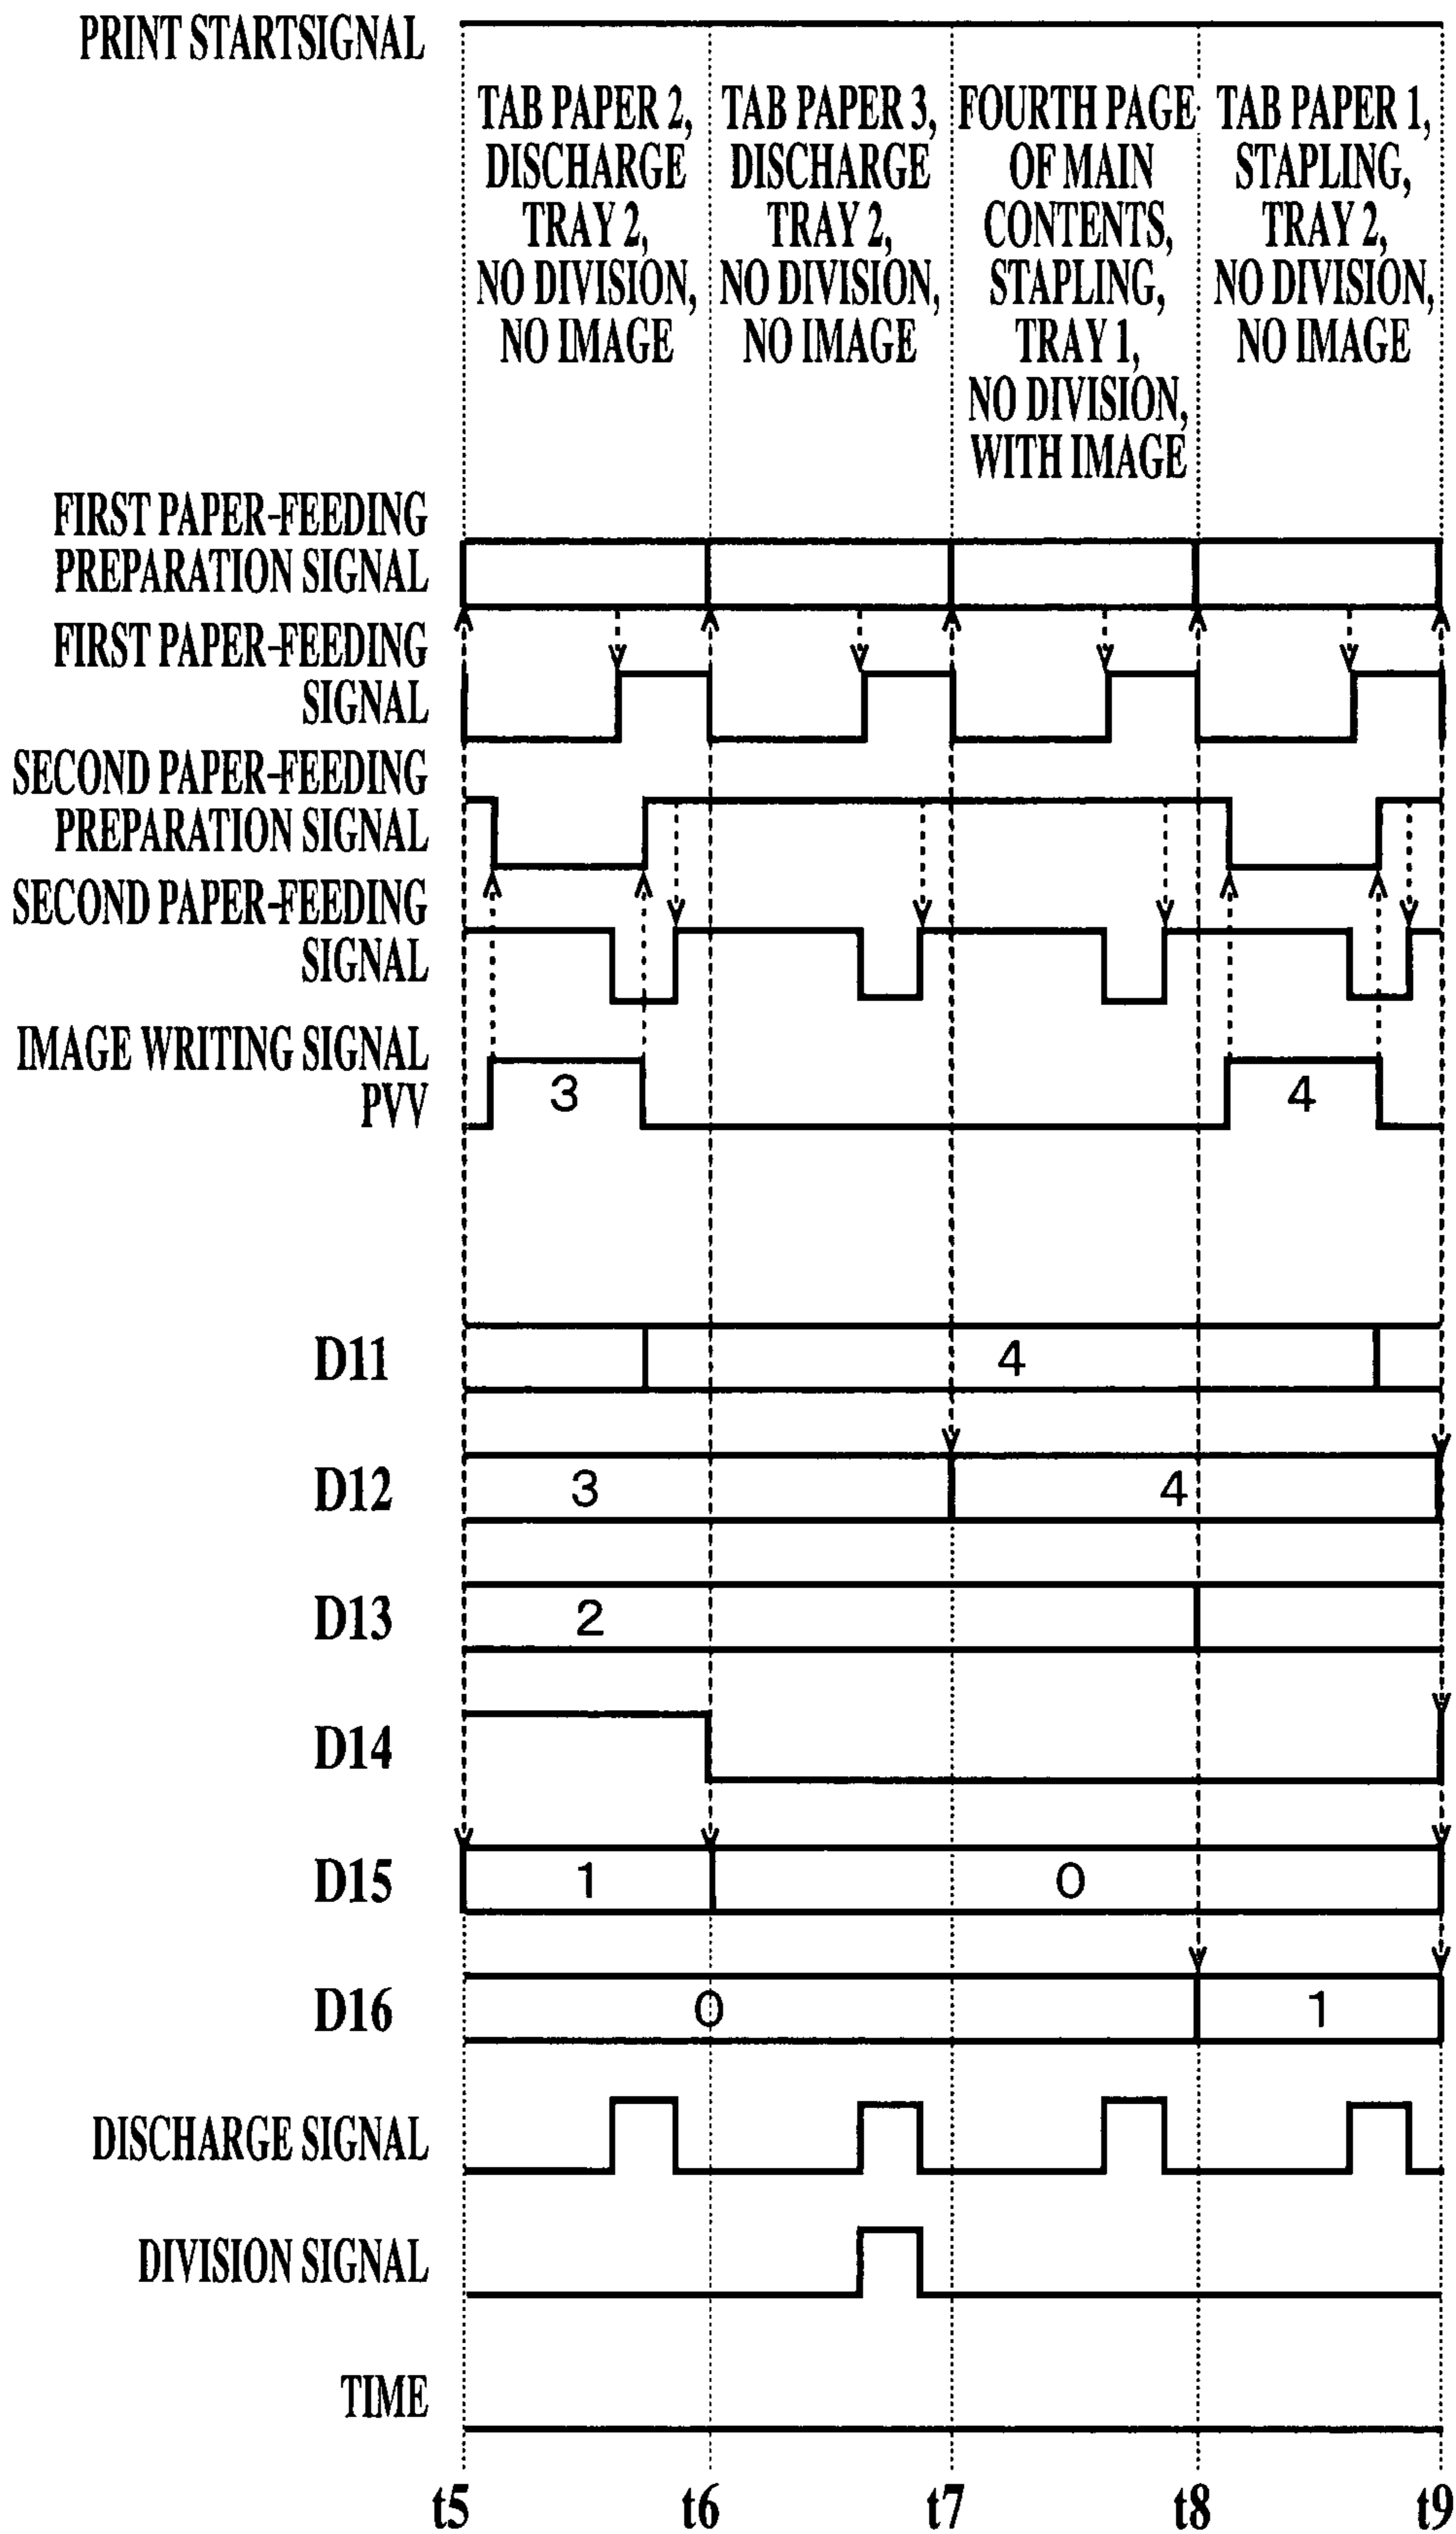 PRINT STARTSIGNAL
TAB PAPER 2,
DISCHARGE
TRAY 2,
NO DIVISION,
NO IMAGE
TAB PAPER 3,
DISCHARGE
TRAY 2,
NO DIVISION,
NO IMAGE
FOURTH PAGE
OF MAIN
CONTENTS,
STAPLING,
TRAY 1,
NO DIVISION,
WITH IMAGE
TAB PAPER 1,
STAPLING,
TRAY 2,
NO DIVISION,
NO IMAGE
FIRST PAPER-FEEDING
PREPARATION SIGNAL
FIRST PAPER-FEEDING
SIGNAL
SECOND PAPER-FEEDING
PREPARATION SIGNAL
SECOND PAPER-FEEDING
SIGNAL
IMAGE WRITING SIGNAL
PVV
3
4
D11
4
D12
3
4
D13
2
D14
D15
1
0
D16
0
1
DISCHARGE SIGNAL
DIVISION SIGNAL
TIME
t5
t6
t7
t8
t9